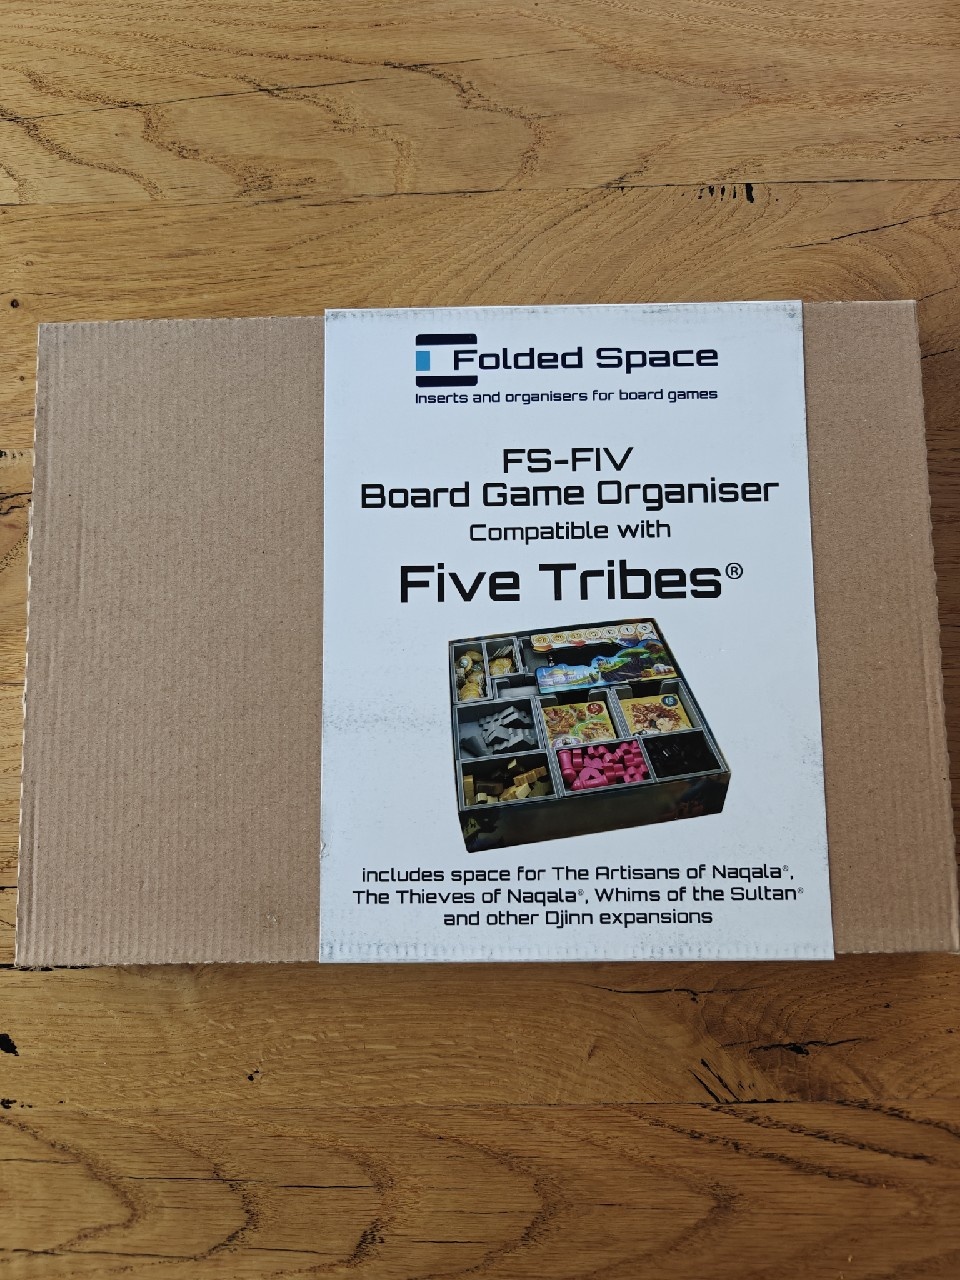 Folded Space
Inserts and organisers for board games
FS-FIV
Board Game Organiser
Compatible with
Five Tribes®
includes space for The Artisans of Naqala®,
The Thieves of Naqala®, Whims of the Sultan®
and other Djinn expansions